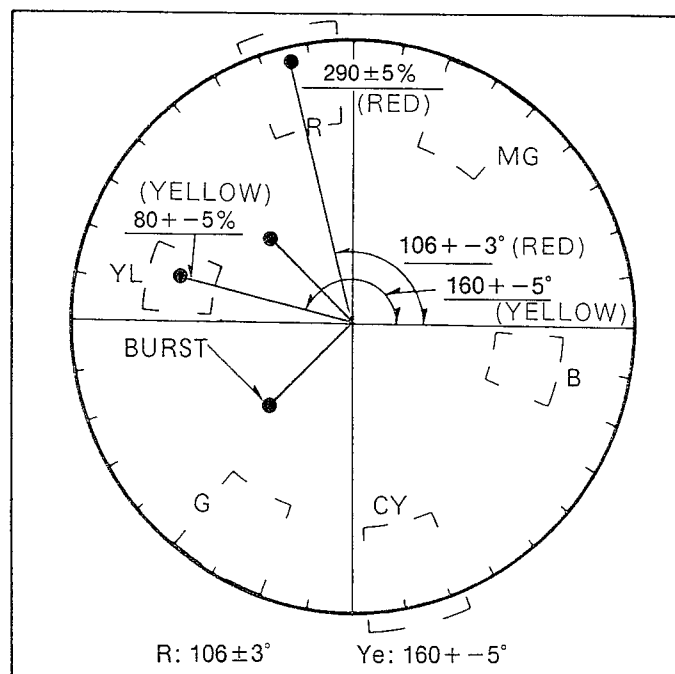 290±5%
(RED)
R
MG
(YELLOW)
80+−5%
106+−3° (RED)
YL
160+−5°
(YELLOW)
BURST
B
G
CY
R: 106±3° Ye: 160+−5°